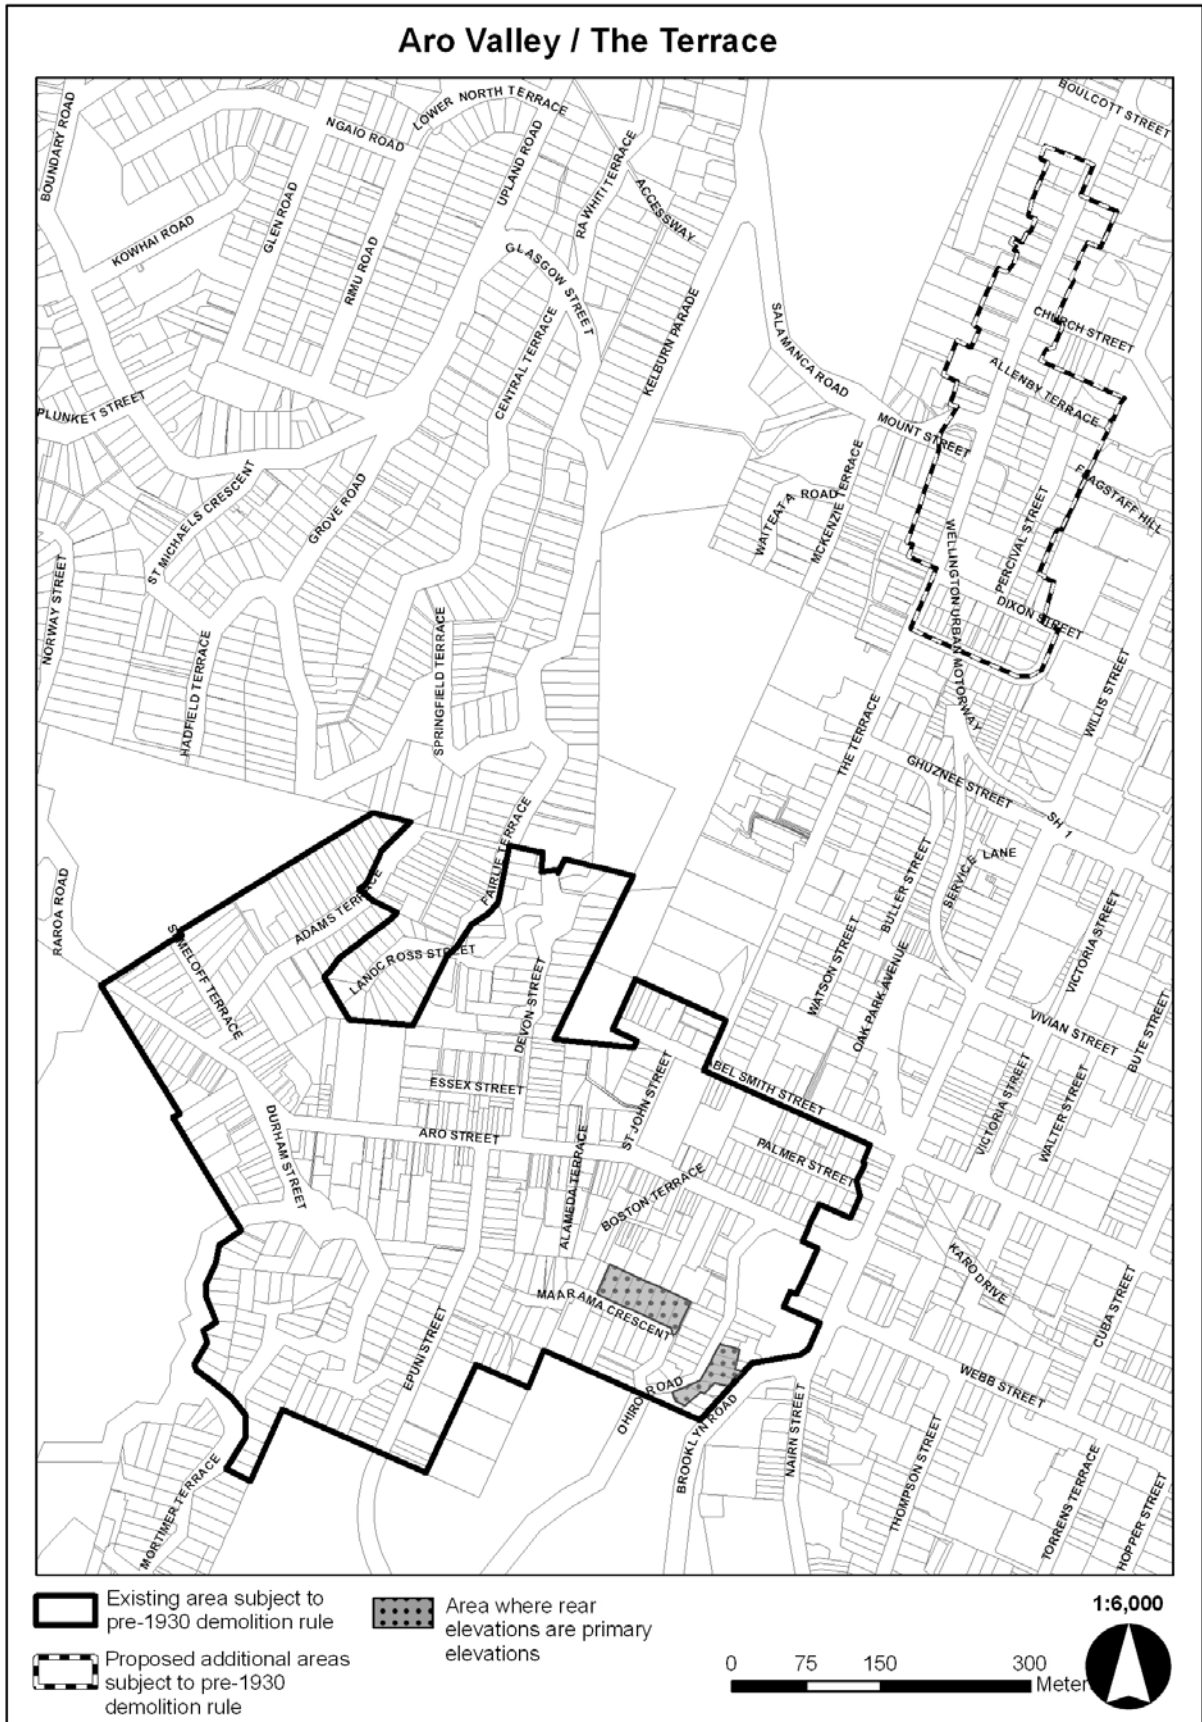 Aro Valley / The Terrace
BOULCOTT STREET
LOWER NORTH TERRACE
NGAIO ROAD
BOUNDARY ROAD
UPLAND ROAD
RA WHITI TERRACE
ACCESSWAY
KOWHAI ROAD
GLEN ROAD
RIMU ROAD
GLASGOW STREET
KELBURN PARADE
SALAMANCA ROAD
CHURCH STREET
CENTRAL TERRACE
ALLENBY TERRACE
PLUNKET STREET
MOUNT STREET
ST MICHAELS CRESCENT
GROVE ROAD
WAITEATA ROAD
MCKENZIE TERRACE
FLAGSTAFF HILL
PERCIVAL STREET
WELLINGTON URBAN MOTORWAY
DIXON STREET
NORWAY STREET
HADFIELD TERRACE
SPRINGFIELD TERRACE
WILLIS STREET
THE TERRACE
GHUZNEE STREET
SH 1
FAIRLIE TERRACE
SERVICE LANE
BULLER STREET
RAROA ROAD
ADAMS TERRACE
SEMELOFF TERRACE
LANDCROSS STREET
WATSON STREET
OAK PARK AVENUE
VICTORIA STREET
DEVON STREET
VIVIAN STREET
BUTE STREET
ESSEX STREET
ABEL SMITH STREET
ST JOHN STREET
VICTORIA STREET
WALTER STREET
DURHAM STREET
ARO STREET
PALMER STREET
ALAMEDA TERRACE
BOSTON TERRACE
KARO DRIVE
MAARAMA CRESCENT
CUBA STREET
EPUNI STREET
OHIRO ROAD
BROOKLYN ROAD
NAIRN STREET
WEBB STREET
THOMPSON STREET
MORTIMER TERRACE
TORRENS TERRACE
HOPPER STREET
Existing area subject to
pre-1930 demolition rule
Proposed additional areas
subject to pre-1930
demolition rule
Area where rear
elevations are primary
elevations
1:6,000
0 75 150 300
Meter